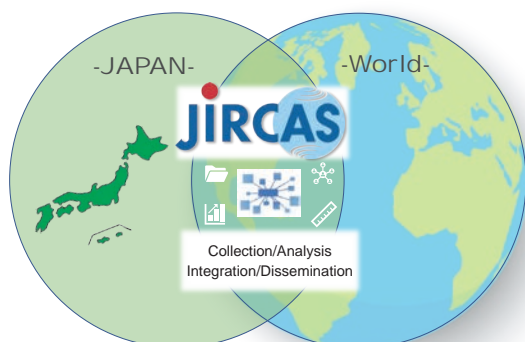 -JAPAN-
-World-
JIRCAS
Collection/Analysis
Integration/Dissemination